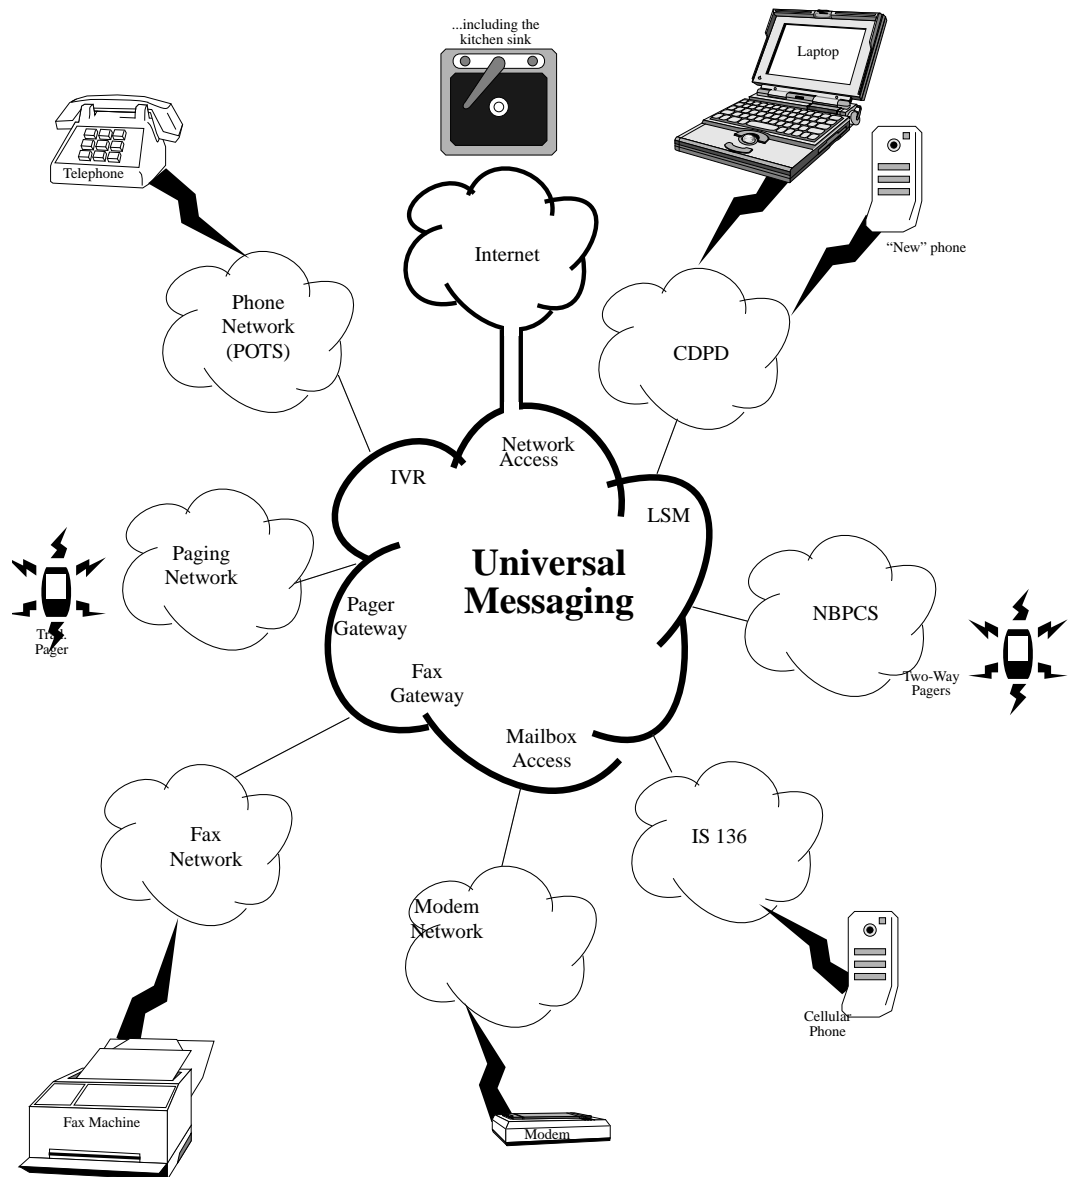 ...including the
kitchen sink
Laptop
Telephone
"New" phone
Internet
Phone
Network
(POTS)
CDPD
Network
Access
IVR
LSM
Paging
Network
Universal
Messaging
Pager
Gateway
NBPCS
Trad.
Pager
Fax
Gateway
Two-Way
Pagers
Mailbox
Access
Fax
Network
IS 136
Modem
Network
Cellular
Phone
Fax Machine
Modem